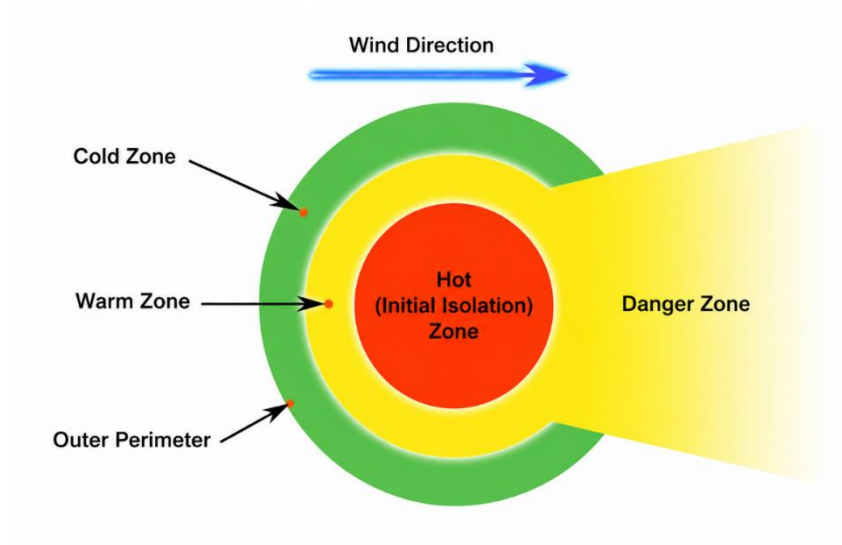 Wind Direction
Cold Zone
Warm Zone
Outer Perimeter
Hot
(Initial Isolation)
Zone
Danger Zone